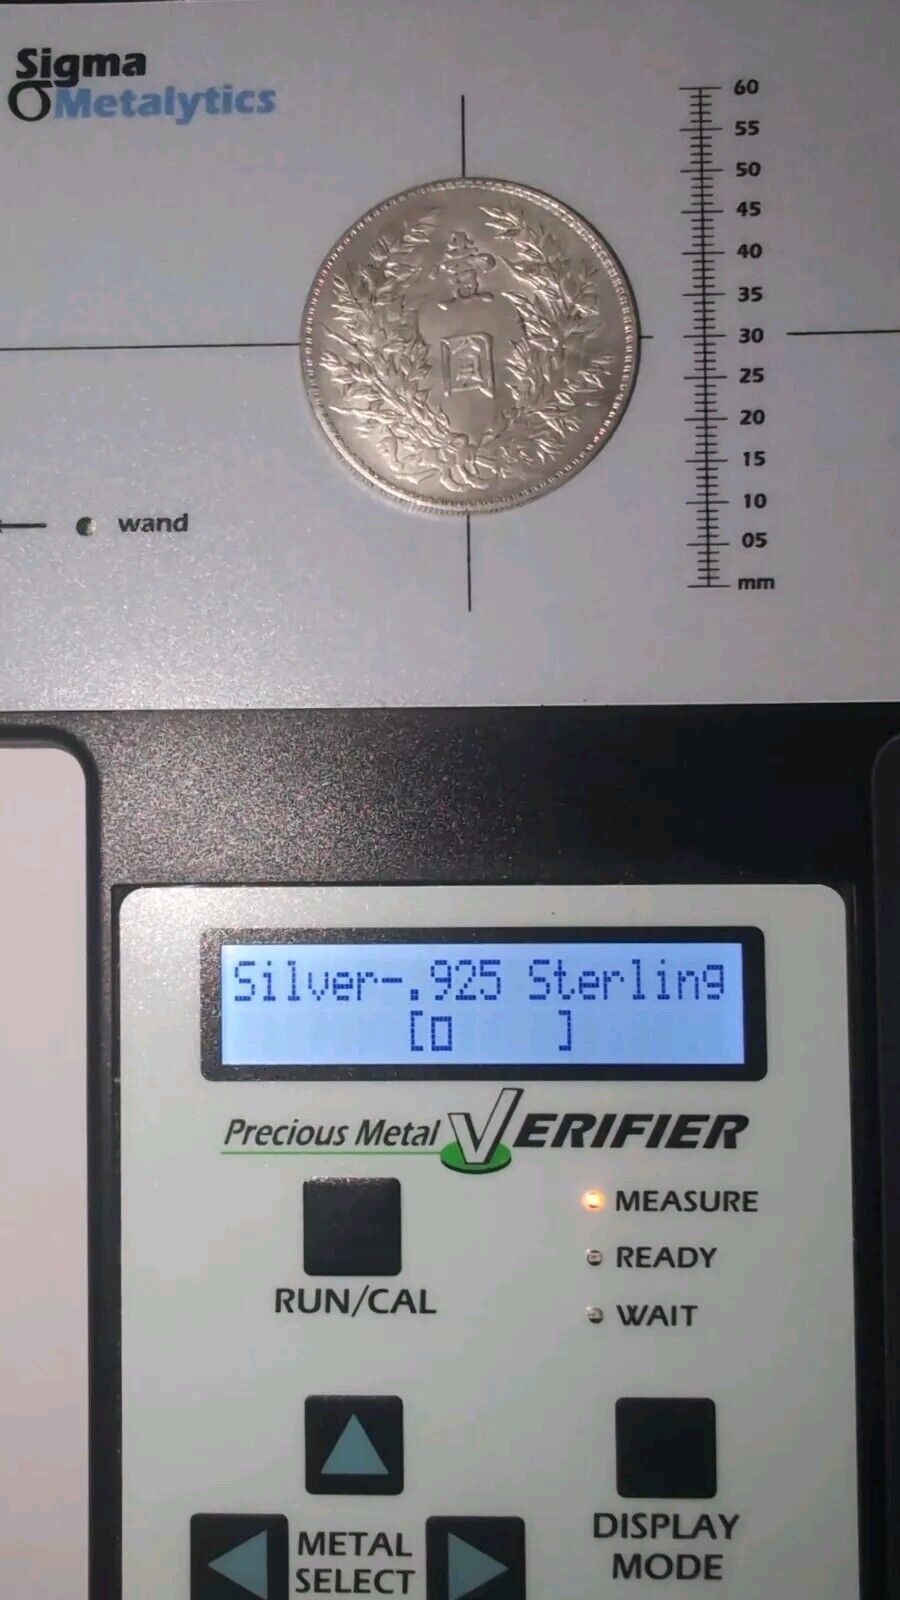 Sigma
Metalytics
60
55
50
45
40
35
30
25
20
15
10
05
mm
壹
圓
wand
Silver-.925 Sterling
[▯ ]
Precious Metal VERIFIER
MEASURE
READY
WAIT
RUN/CAL
METAL
SELECT
DISPLAY
MODE